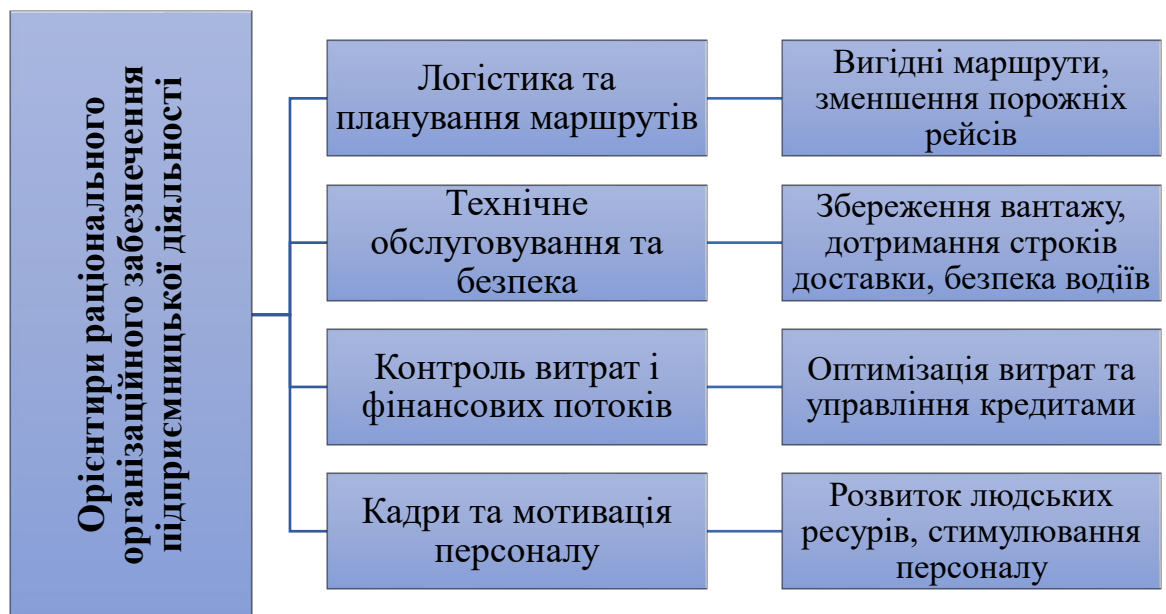 Орієнтири раціонального
організаційного забезпечення
підприємницької діяльності
Логістика та
планування маршрутів
Вигідні маршрути,
зменшення порожніх
рейсів
Технічне
обслуговування та
безпека
Збереження вантажу,
дотримання строків
доставки, безпека водіїв
Контроль витрат і
фінансових потоків
Оптимізація витрат та
управління кредитами
Кадри та мотивація
персоналу
Розвиток людських
ресурів, стимулювання
персоналу